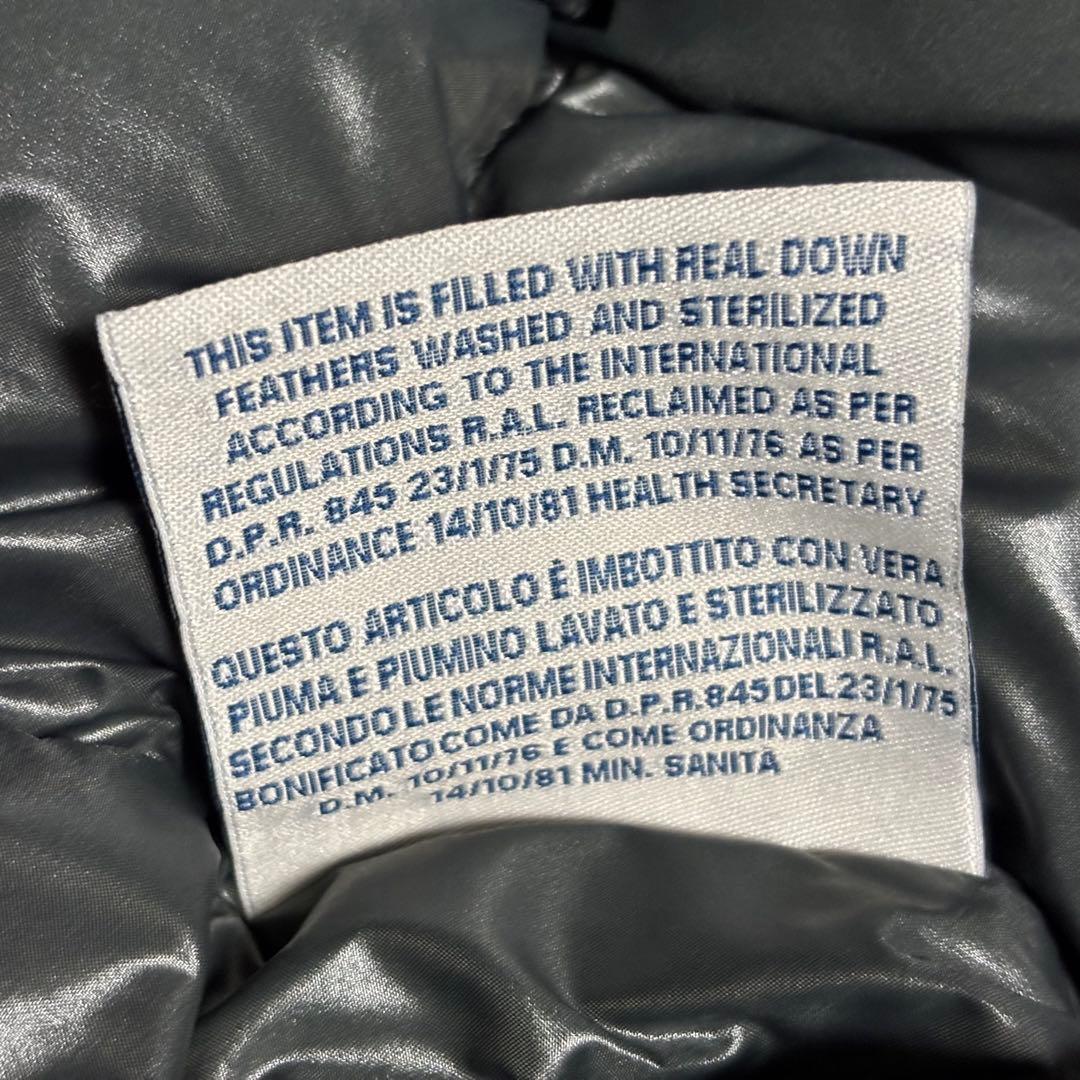 THIS ITEM IS FILLED WITH REAL DOWN
FEATHERS WASHED AND STERILIZED
ACCORDING TO THE INTERNATIONAL
REGULATIONS R.A.L. RECLAIMED AS PER
D.P.R. 845 23/1/75 D.M. 10/11/76 AS PER
ORDINANCE 14/10/81 HEALTH SECRETARY
QUESTO ARTICOLO È IMBOTTITO CON VERA
PIUMA E PIUMINO LAVATO E STERILIZZATO
SECONDO LE NORME INTERNAZIONALI R.A.L.
BONIFICATO COME DA D.P.R. 845 DEL 23/1/75
D.M. 10/11/76 E COME ORDINANZA
14/10/81 MIN. SANITÀ